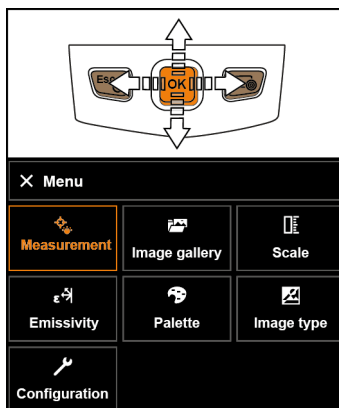 Esc OK
Menu
Measurement Image gallery Scale
Emissivity Palette Image type
Configuration